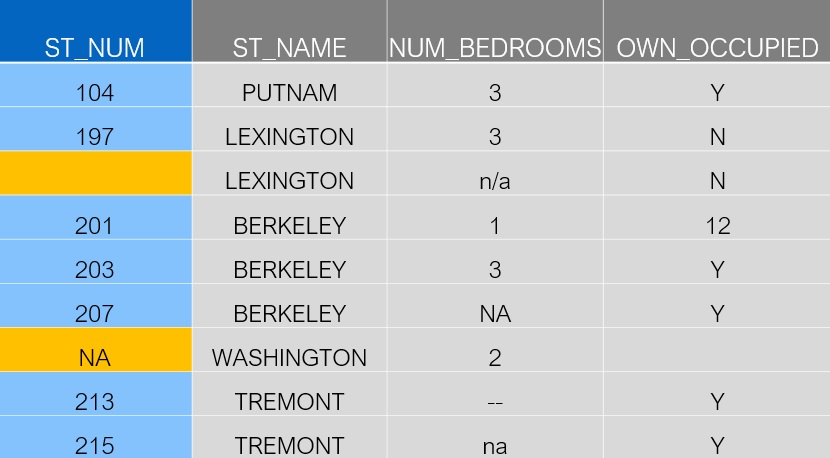 ST_NUM ST_NAME NUM_BEDROOMS OWN_OCCUPIED
104 PUTNAM 3 Y
197 LEXINGTON 3 N
LEXINGTON n/a N
201 BERKELEY 1 12
203 BERKELEY 3 Y
207 BERKELEY NA Y
NA WASHINGTON 2
213 TREMONT -- Y
215 TREMONT na Y